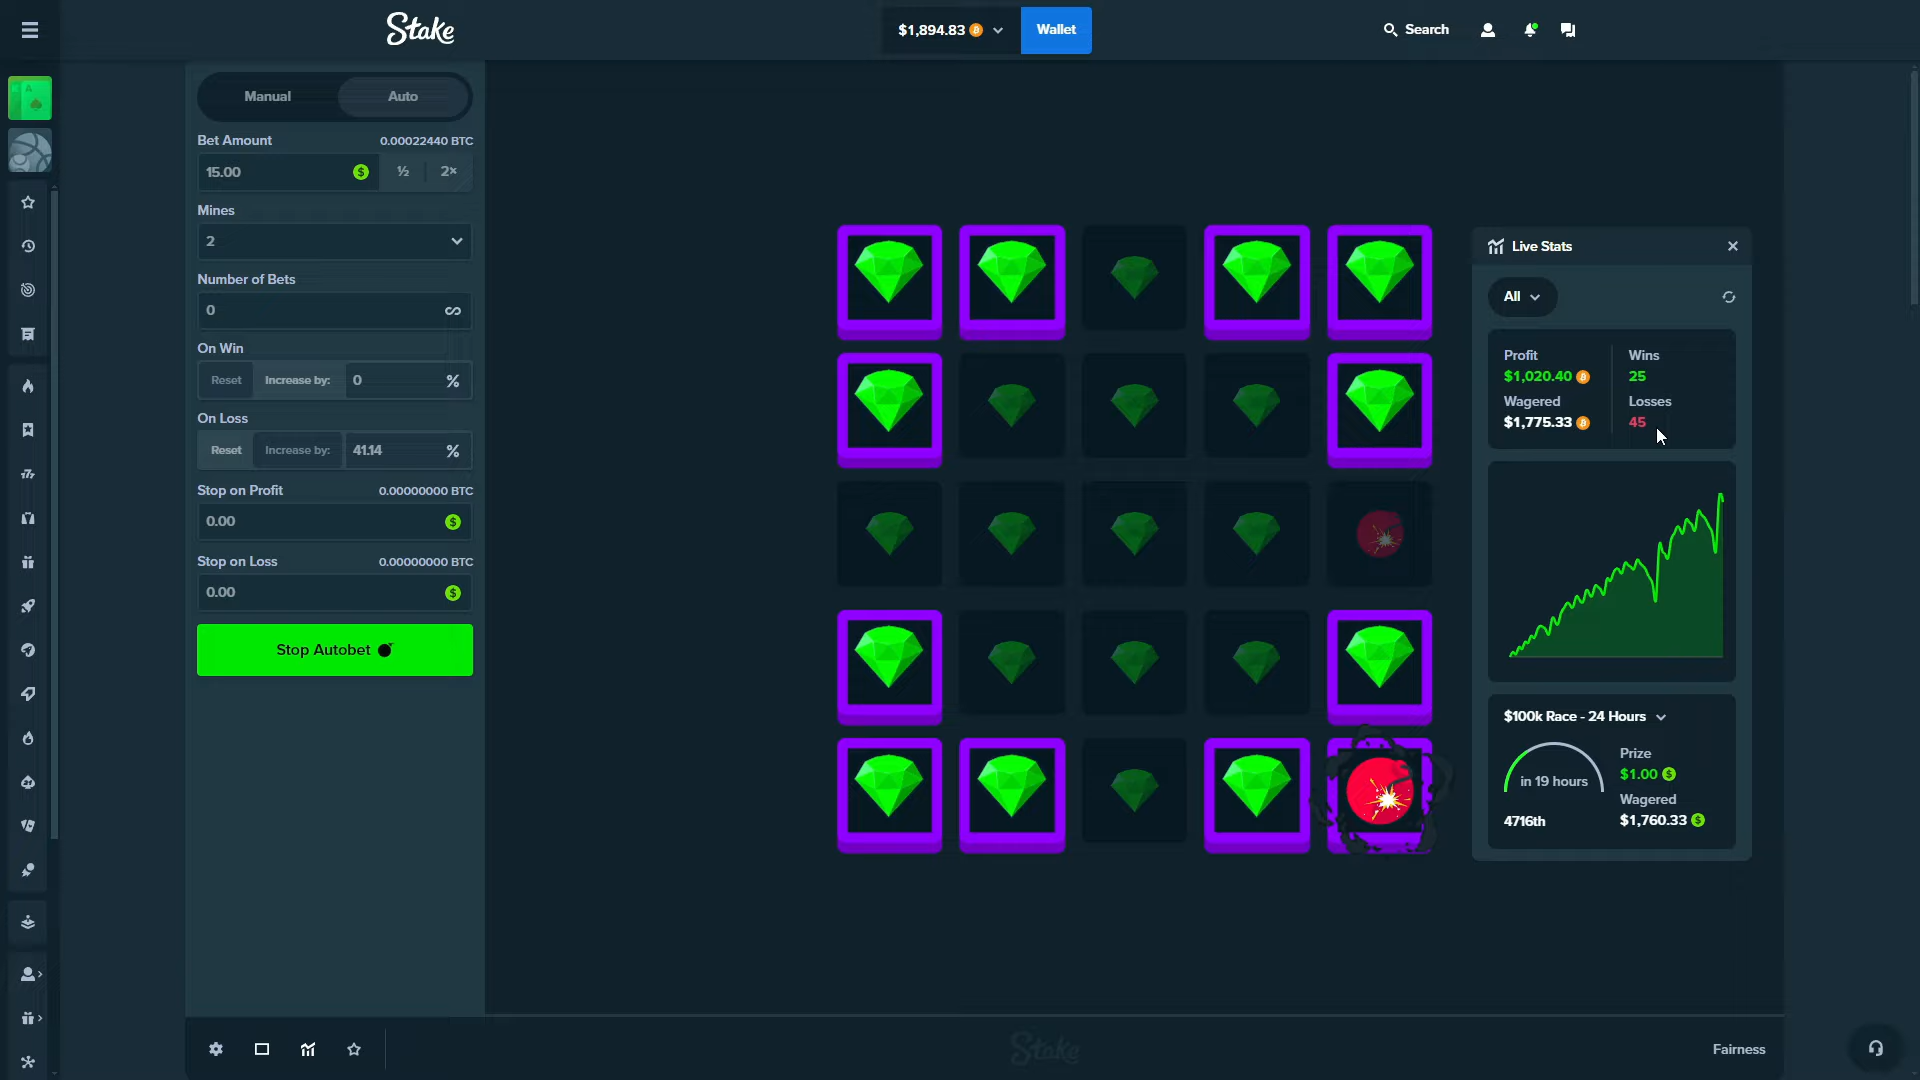 Stake
$1,894.83
Wallet
Search
Manual
Auto
Bet Amount
0.00022440 BTC
15.00
½
2×
Mines
2
Number of Bets
0
On Win
Reset
Increase by:
0
%
On Loss
Reset
Increase by:
41.14
%
Stop on Profit
0.00000000 BTC
0.00
Stop on Loss
0.00000000 BTC
0.00
Stop Autobet
Live Stats
All
Profit
Wins
$1,020.40
25
Wagered
Losses
$1,775.33
45
$100k Race - 24 Hours
in 19 hours
Prize
$1.00
Wagered
4716th
$1,760.33
Stake
Fairness